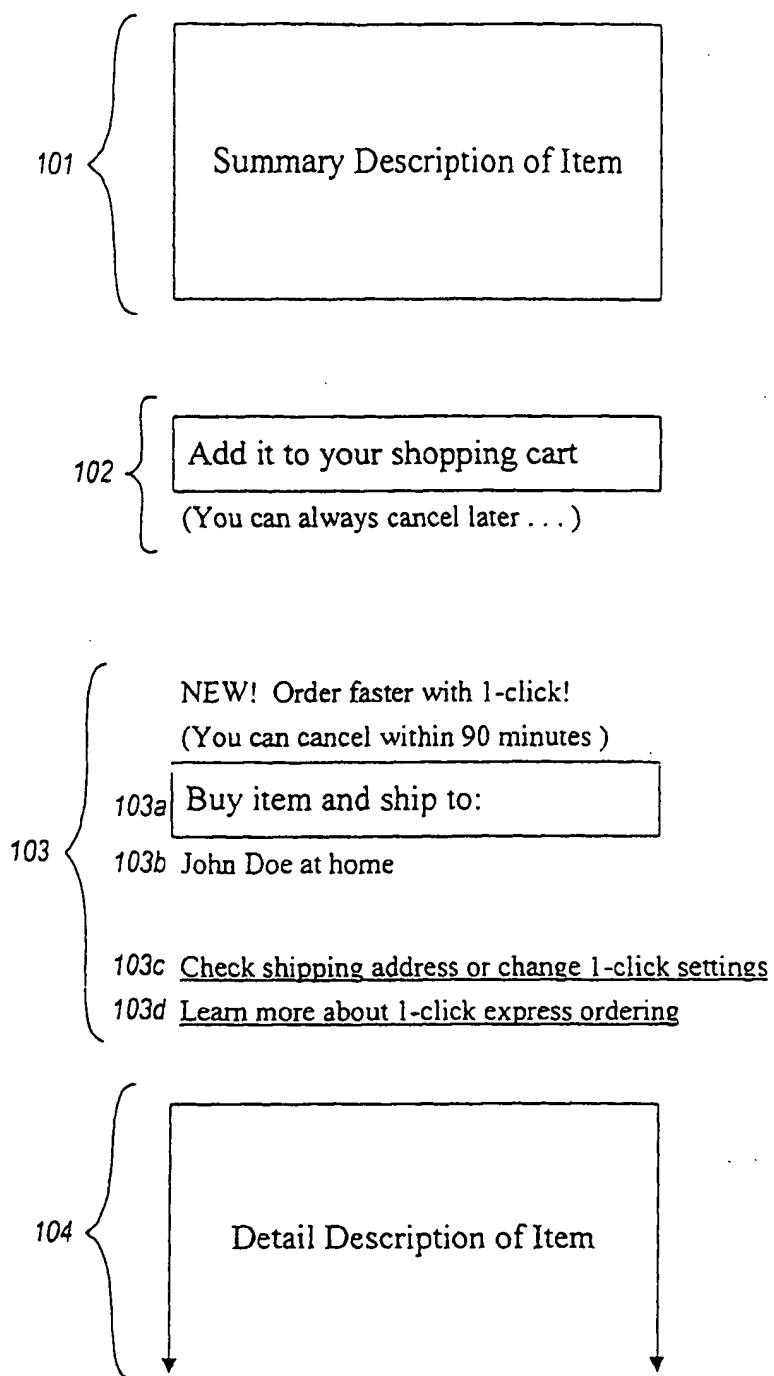 101
Summary Description of Item
102
Add it to your shopping cart
(You can always cancel later . . . )
103
NEW! Order faster with 1-click!
(You can cancel within 90 minutes )
103a Buy item and ship to:
103b John Doe at home
103c Check shipping address or change 1-click settings
103d Learn more about 1-click express ordering
104
Detail Description of Item